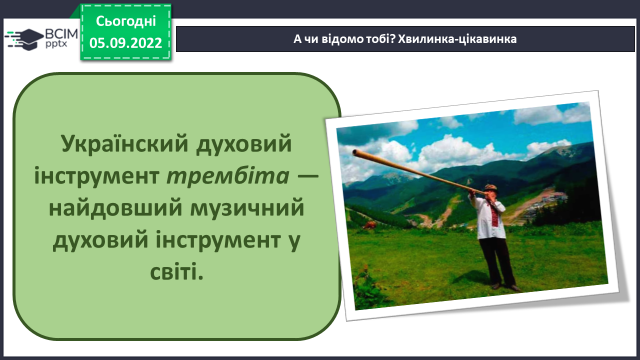 Сьогодні
05.09.2022
ВСІМ
pptx
А чи відомо тобі? Хвилинка-цікавинка
Українский духовий
інструмент трембіта —
найдовший музичний
духовий інструмент у
світі.